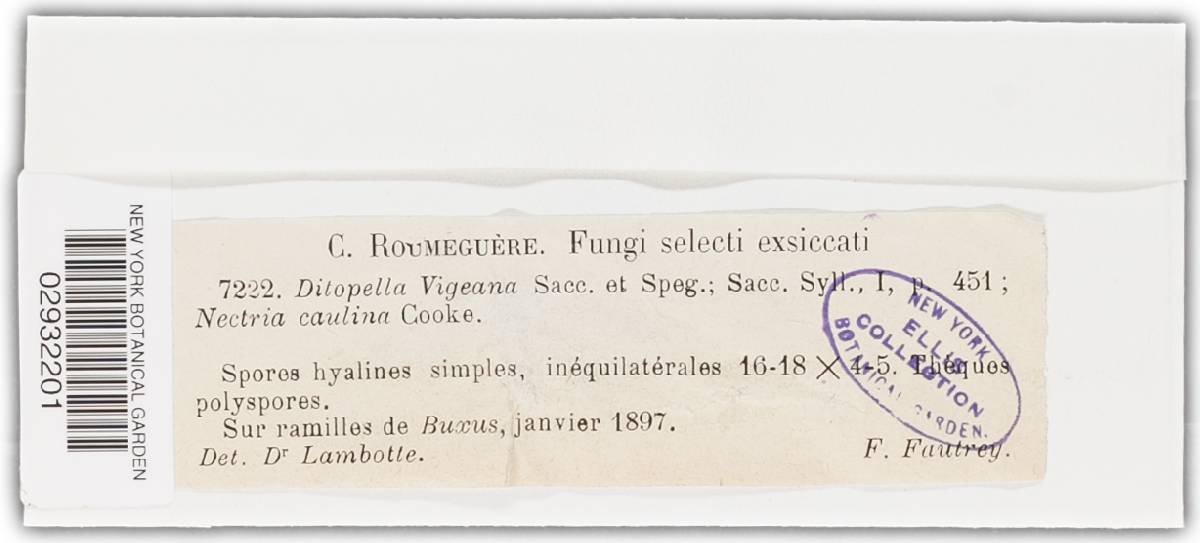 C. ROUMEGUÈRE. Fungi selecti exsiccati
7222. Ditopella Vigeana Sacc. et Speg.; Sacc. Syll., I, p. 451 ;
Nectria caulina Cooke.
Spores hyalines simples, inéquilatérales 16-18 × 4-5. Thèques
polyspores.
Sur ramilles de Buxus, janvier 1897.
Det. Dr Lambotte.
F. Fautrey.
NEW YORK
ELLIS
COLLECTION
BOTANICAL GARDEN.
NEW YORK BOTANICAL GARDEN
02932201